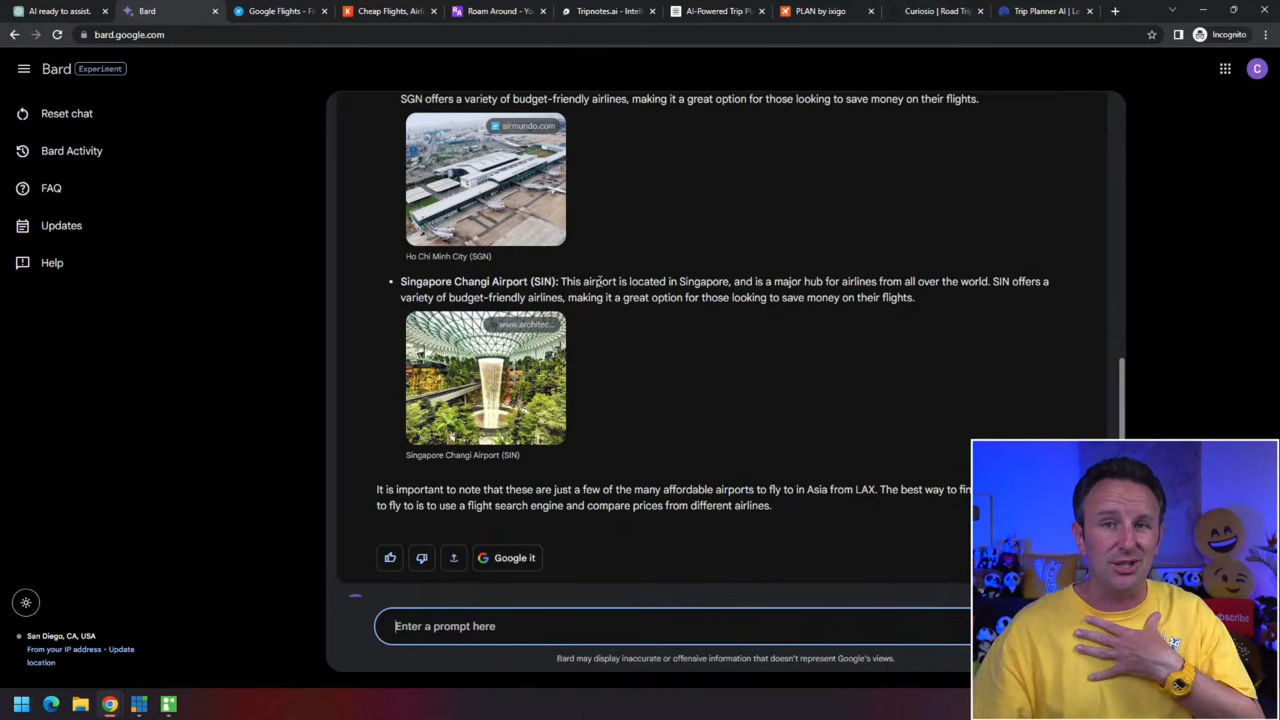 AI ready to assist.
Bard
Google Flights - F
Cheap Flights, Airl
Roam Around - Yo
Tripnotes.ai - Intell
AI-Powered Trip Pl
PLAN by ixigo
Curiosio | Road Trip
Trip Planner AI | Le
bard.google.com
Incognito
Bard
Experiment
C
Reset chat
Bard Activity
FAQ
Updates
Help
SGN offers a variety of budget-friendly airlines, making it a great option for those looking to save money on their flights.
airmundo.com
Ho Chi Minh City (SGN)
Singapore Changi Airport (SIN): This airport is located in Singapore, and is a major hub for airlines from all over the world. SIN offers a
variety of budget-friendly airlines, making it a great option for those looking to save money on their flights.
www.architec...
Singapore Changi Airport (SIN)
It is important to note that these are just a few of the many affordable airports to fly to in Asia from LAX. The best way to fin
to fly to is to use a flight search engine and compare prices from different airlines.
Google it
Enter a prompt here
San Diego, CA, USA
From your IP address • Update
location
Bard may display inaccurate or offensive information that doesn't represent Google's views.